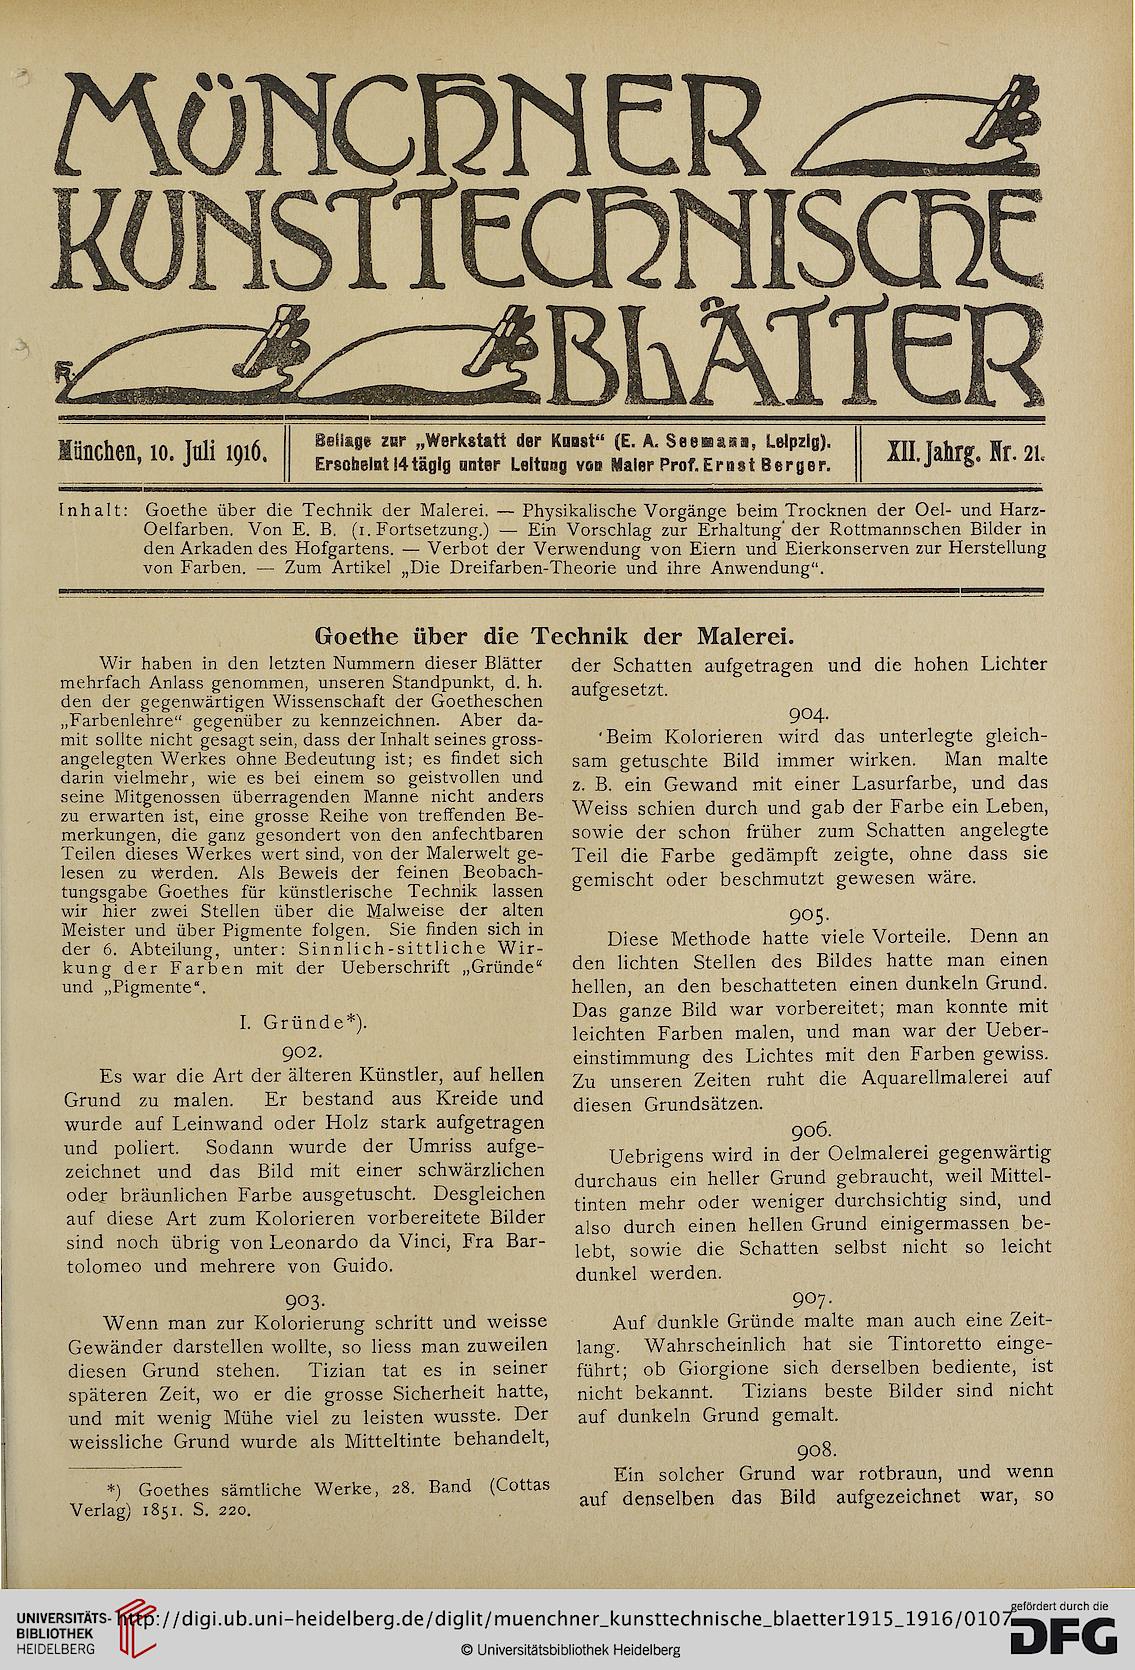 MÜNCHNER
KUNSTTECHNISCHE
BLÄTTER
München, 10. Juli 1916.
Beilage zur „Werkstatt der Kunst“ (E. A. Seemann, Leipzig).
Erscheint 14tägig unter Leitung von Maler Prof. Ernst Berger.
XII. Jahrg. Nr. 21.
Inhalt: Goethe über die Technik der Malerei. — Physikalische Vorgänge beim Trocknen der Oel- und Harz-
Oelfarben. Von E. B. (1. Fortsetzung.) — Ein Vorschlag zur Erhaltung der Rottmannschen Bilder in
den Arkaden des Hofgartens. — Verbot der Verwendung von Eiern und Eierkonserven zur Herstellung
von Farben. — Zum Artikel „Die Dreifarben-Theorie und ihre Anwendung“.
Goethe über die Technik der Malerei.
Wir haben in den letzten Nummern dieser Blätter
mehrfach Anlass genommen, unseren Standpunkt, d. h.
den der gegenwärtigen Wissenschaft der Goetheschen
„Farbenlehre“ gegenüber zu kennzeichnen. Aber da-
mit sollte nicht gesagt sein, dass der Inhalt seines gross-
angelegten Werkes ohne Bedeutung ist; es findet sich
darin vielmehr, wie es bei einem so geistvollen und
seine Mitgenossen überragenden Manne nicht anders
zu erwarten ist, eine grosse Reihe von treffenden Be-
merkungen, die ganz gesondert von den anfechtbaren
Teilen dieses Werkes wert sind, von der Malerwelt ge-
lesen zu werden. Als Beweis der feinen Beobach-
tungsgabe Goethes für künstlerische Technik lassen
wir hier zwei Stellen über die Malweise der alten
Meister und über Pigmente folgen. Sie finden sich in
der 6. Abteilung, unter: Sinnlich-sittliche Wir-
kung der Farben mit der Ueberschrift „Gründe“
und „Pigmente“.
I. Gründe*).
902.
Es war die Art der älteren Künstler, auf hellen
Grund zu malen. Er bestand aus Kreide und
wurde auf Leinwand oder Holz stark aufgetragen
und poliert. Sodann wurde der Umriss aufge-
zeichnet und das Bild mit einer schwärzlichen
oder bräunlichen Farbe ausgetuscht. Desgleichen
auf diese Art zum Kolorieren vorbereitete Bilder
sind noch übrig von Leonardo da Vinci, Fra Bar-
tolomeo und mehrere von Guido.
903.
Wenn man zur Kolorierung schritt und weisse
Gewänder darstellen wollte, so liess man zuweilen
diesen Grund stehen. Tizian tat es in seiner
späteren Zeit, wo er die grosse Sicherheit hatte,
und mit wenig Mühe viel zu leisten wusste. Der
weissliche Grund wurde als Mitteltinte behandelt,
*) Goethes sämtliche Werke, 28. Band (Cottas
Verlag) 1851. S. 220.
der Schatten aufgetragen und die hohen Lichter
aufgesetzt.
904.
Beim Kolorieren wird das unterlegte gleich-
sam getuschte Bild immer wirken. Man malte
z. B. ein Gewand mit einer Lasurfarbe, und das
Weiss schien durch und gab der Farbe ein Leben,
sowie der schon früher zum Schatten angelegte
Teil die Farbe gedämpft zeigte, ohne dass sie
gemischt oder beschmutzt gewesen wäre.
905.
Diese Methode hatte viele Vorteile. Denn an
den lichten Stellen des Bildes hatte man einen
hellen, an den beschatteten einen dunkeln Grund.
Das ganze Bild war vorbereitet; man konnte mit
leichten Farben malen, und man war der Ueber-
einstimmung des Lichtes mit den Farben gewiss.
Zu unseren Zeiten ruht die Aquarellmalerei auf
diesen Grundsätzen.
906.
Uebrigens wird in der Oelmalerei gegenwärtig
durchaus ein heller Grund gebraucht, weil Mittel-
tinten mehr oder weniger durchsichtig sind, und
also durch einen hellen Grund einigermassen be-
lebt, sowie die Schatten selbst nicht so leicht
dunkel werden.
907.
Auf dunkle Gründe malte man auch eine Zeit-
lang. Wahrscheinlich hat sie Tintoretto einge-
führt; ob Giorgione sich derselben bediente, ist
nicht bekannt. Tizians beste Bilder sind nicht
auf dunkeln Grund gemalt.
908.
Ein solcher Grund war rotbraun, und wenn
auf denselben das Bild aufgezeichnet war, so
UNIVERSITÄTS-
BIBLIOTHEK
HEIDELBERG
http://digi.ub.uni-heidelberg.de/diglit/muenchner_kunsttechnische_blaetter1915_1916/0107
© Universitätsbibliothek Heidelberg
gefördert durch die
DFG